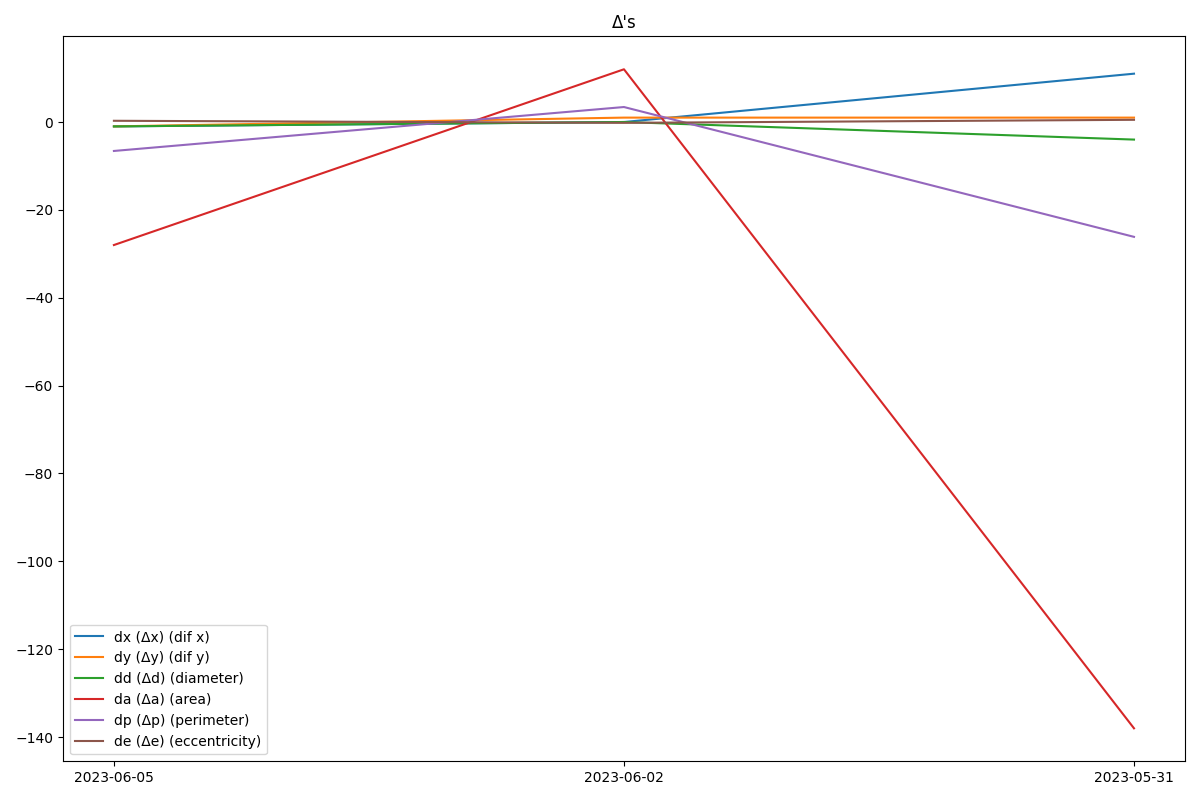 Δ's
0
−20
−40
−60
−80
−100
−120
−140
dx (Δx) (dif x)
dy (Δy) (dif y)
dd (Δd) (diameter)
da (Δa) (area)
dp (Δp) (perimeter)
de (Δe) (eccentricity)
2023-06-05
2023-06-02
2023-05-31